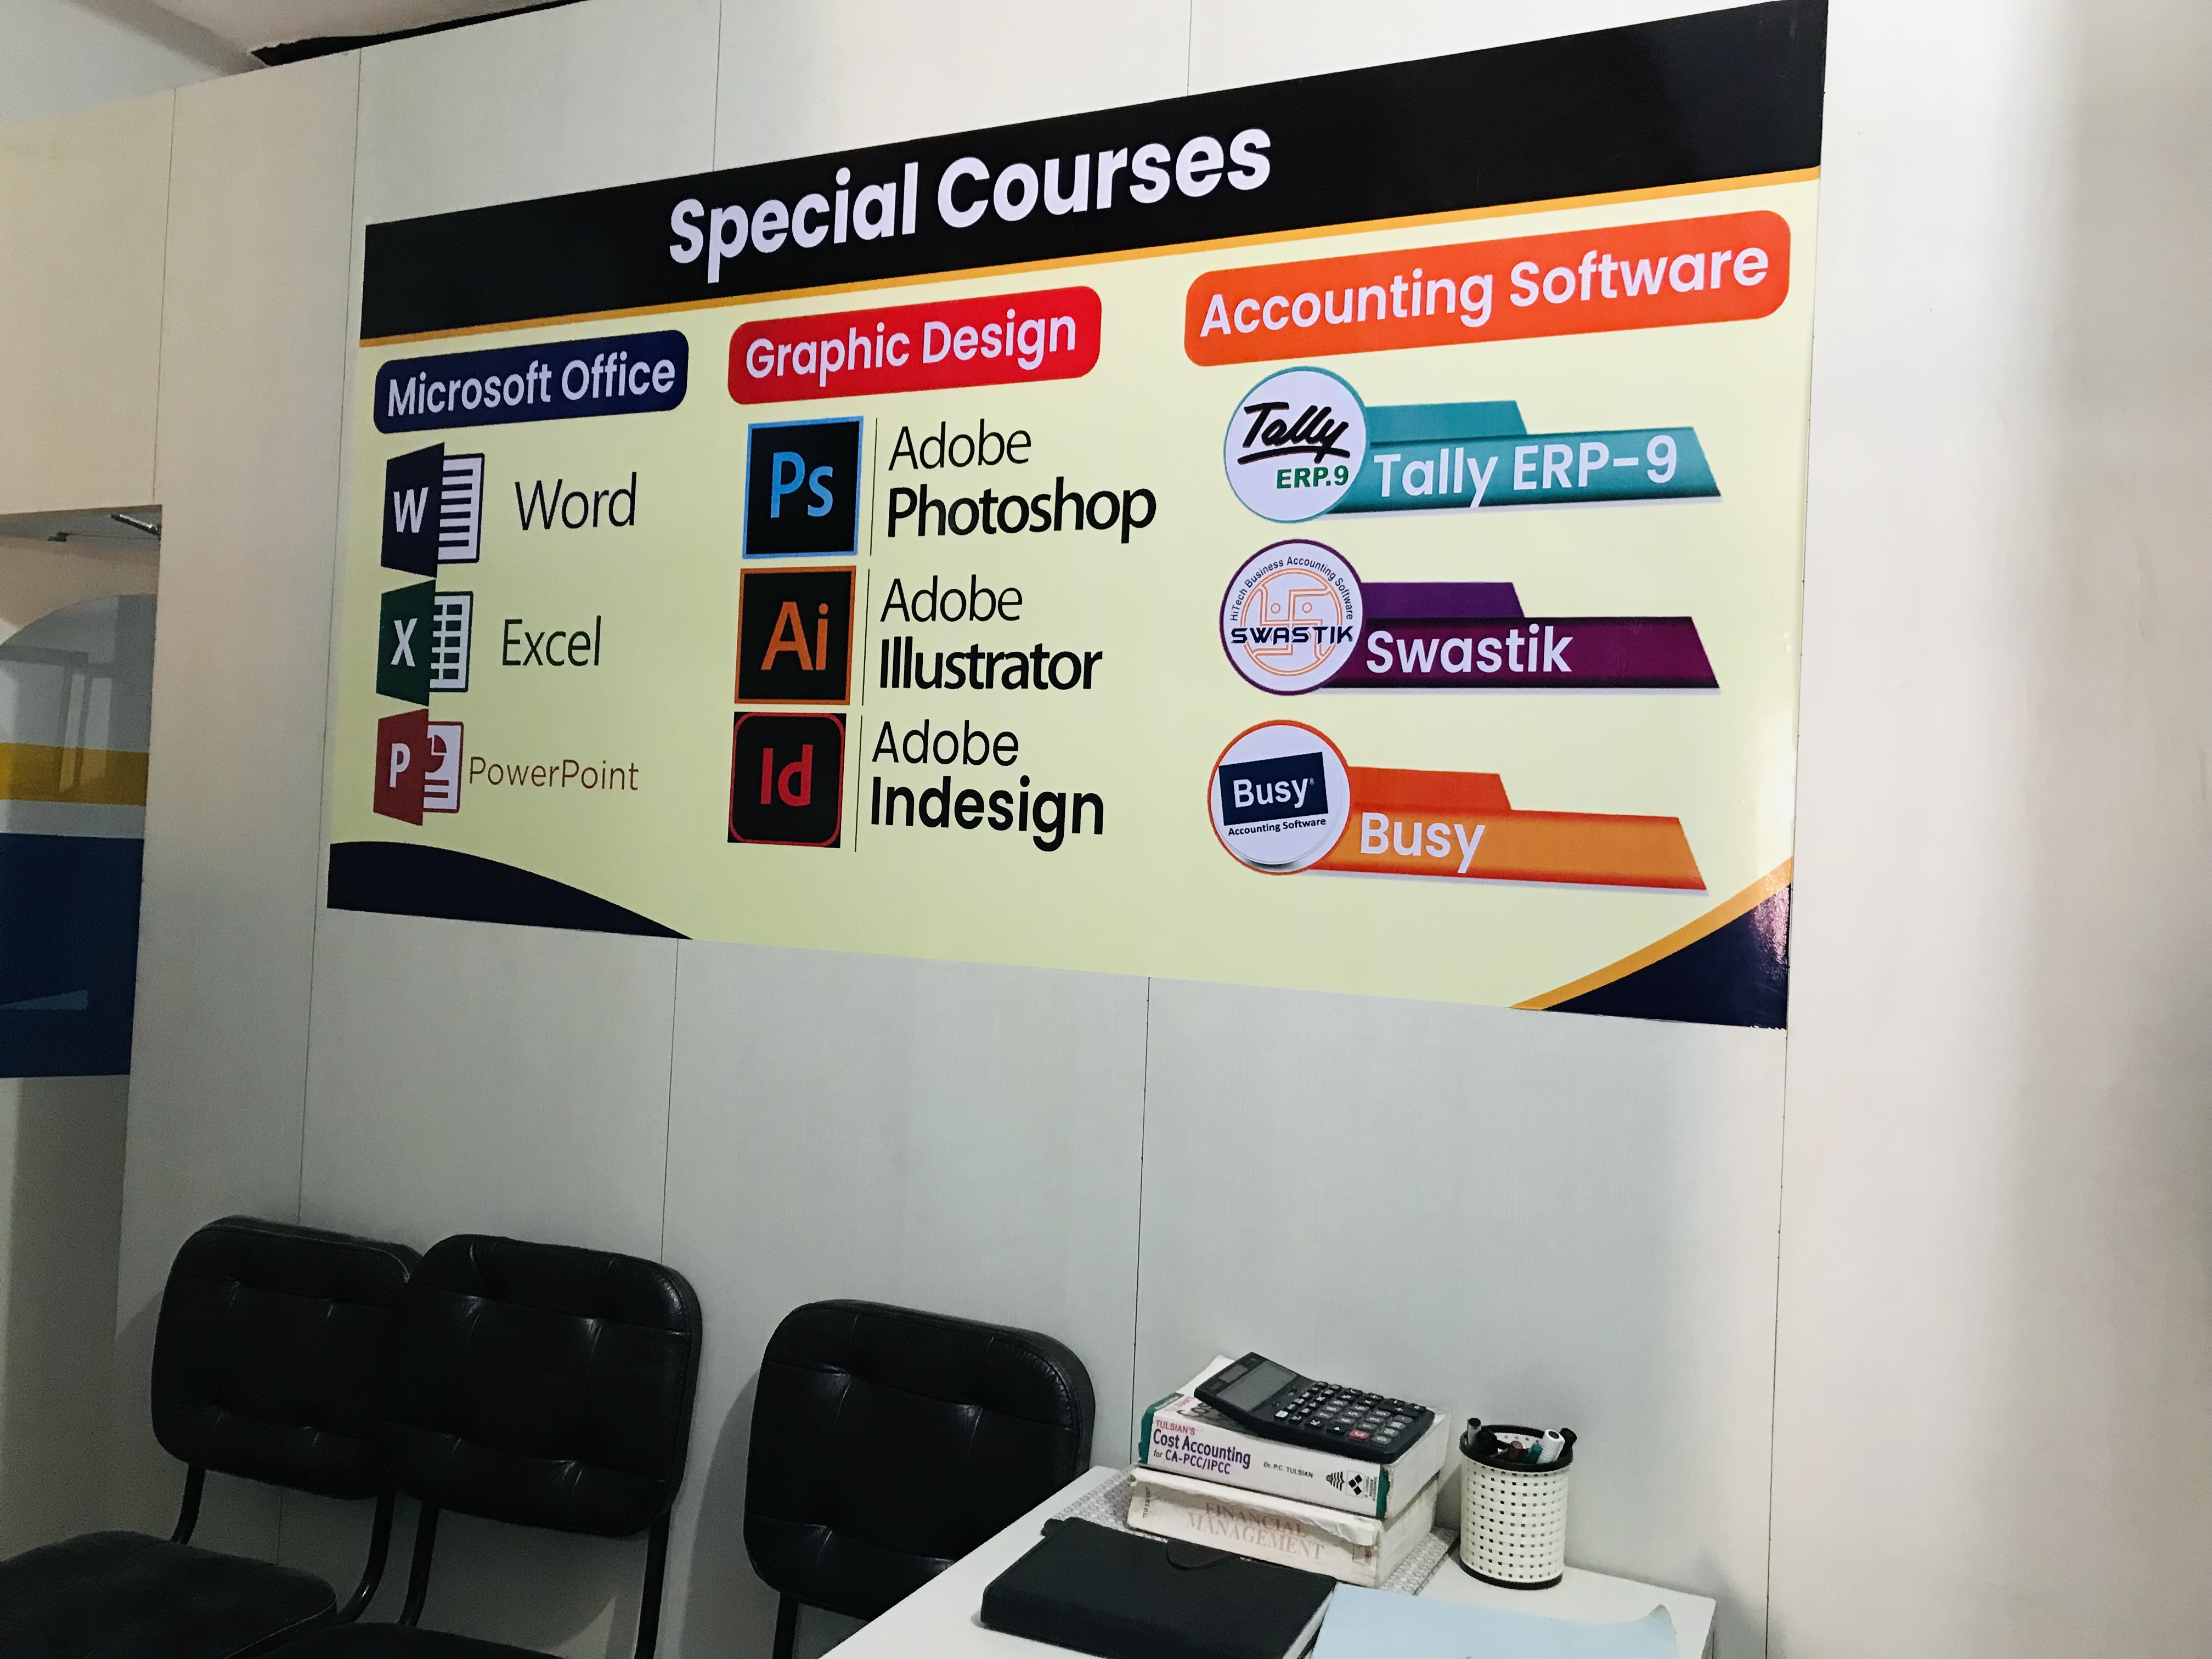 Special Courses
Microsoft Office
W
Word
X
Excel
P
PowerPoint
Graphic Design
Ps
Adobe
Photoshop
Ai
Adobe
Illustrator
Id
Adobe
Indesign
Accounting Software
Tally
ERP.9
Tally ERP-9
HiTech Business Accounting Software
SWASTIK
Swastik
Busy
Accounting Software
Busy
TULSIAN'S
Cost Accounting
for CA-PCC/IPCC
Dr. P.C. TULSIAN
FINANCIAL
MANAGEMENT